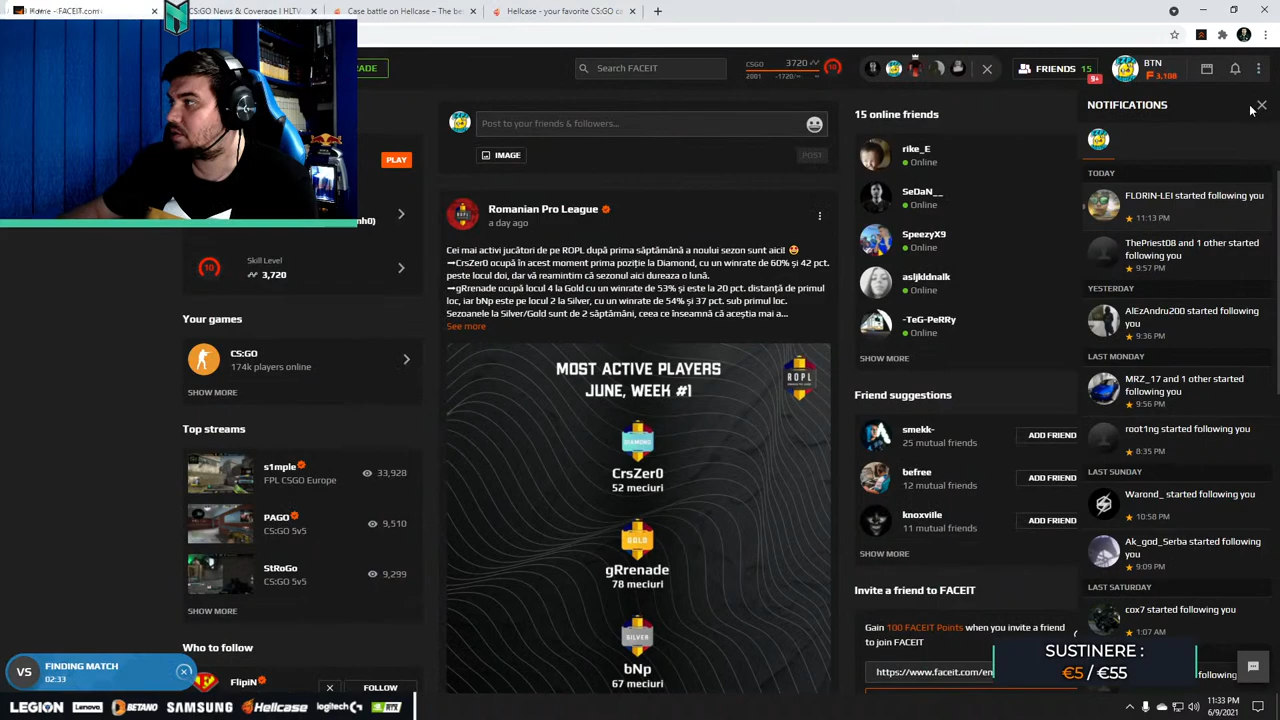 Home - FACEIT.com
CS:GO News & Coverage | HLTV
Case battle on Hellcase – the be
Hellcase - your favorite CS:GO c
Search FACEIT
CSGO 3720
2001 -1720/∞
10
FRIENDS 15
9+
BTN
3,108
NOTIFICATIONS
Post to your friends & followers...
IMAGE
POST
PLAY
Skill Level
3,720
10
Your games
CS:GO
174k players online
SHOW MORE
Top streams
s1mple
FPL CSGO Europe
33,928
PAGO
CS:GO 5v5
9,510
StRoGo
CS:GO 5v5
9,299
SHOW MORE
Who to follow
FlipiN
FOLLOW
VS
FINDING MATCH
02:33
Romanian Pro League
a day ago
Cei mai activi jucători de pe ROPL după prima săptămână a noului sezon sunt aici!
CrsZer0 ocupă în acest moment prima poziție la Diamond, cu un winrate de 60% și 42 pct.
peste locul doi, dar vă reamintim că sezonul aici durează o lună.
gRrenade ocupă locul 4 la Gold cu un winrate de 53% și este la 20 pct. distanță de primul
loc, iar bNp este pe locul 2 la Silver, cu un winrate de 54% și 37 pct. sub primul loc.
Sezoanele la Silver/Gold sunt de 2 săptămâni, ceea ce înseamnă că aceștia mai a...
See more
MOST ACTIVE PLAYERS
JUNE, WEEK #1
ROPL
DIAMOND
CrsZer0
52 meciuri
GOLD
gRrenade
78 meciuri
SILVER
bNp
67 meciuri
15 online friends
rike_E
Online
SeDaN__
Online
SpeezyX9
Online
asljkldnalk
Online
-TeG-PeRRy
Online
SHOW MORE
Friend suggestions
smekk-
25 mutual friends
ADD FRIEND
befree
12 mutual friends
ADD FRIEND
knoxville
11 mutual friends
ADD FRIEND
SHOW MORE
Invite a friend to FACEIT
Gain 100 FACEIT Points when you invite a friend
to join FACEIT
https://www.faceit.com/en
TODAY
FLORIN-LEI started following you
11:13 PM
ThePoint08 and 1 other started
following you
9:57 PM
YESTERDAY
AlEzAndru200 started following
you
9:36 PM
LAST MONDAY
MRZ_17 and 1 other started
following you
9:56 PM
root1ng started following you
8:35 PM
LAST SUNDAY
Warond_ started following you
10:58 PM
Ak_god_Serba started following
you
9:09 PM
LAST SATURDAY
cox7 started following you
1:07 AM
following you
SUSTINERE :
€5 / €55
LEGION
Lenovo
BETANO
SAMSUNG
Hellcase
logitech G
RTX
11:33 PM
6/9/2021